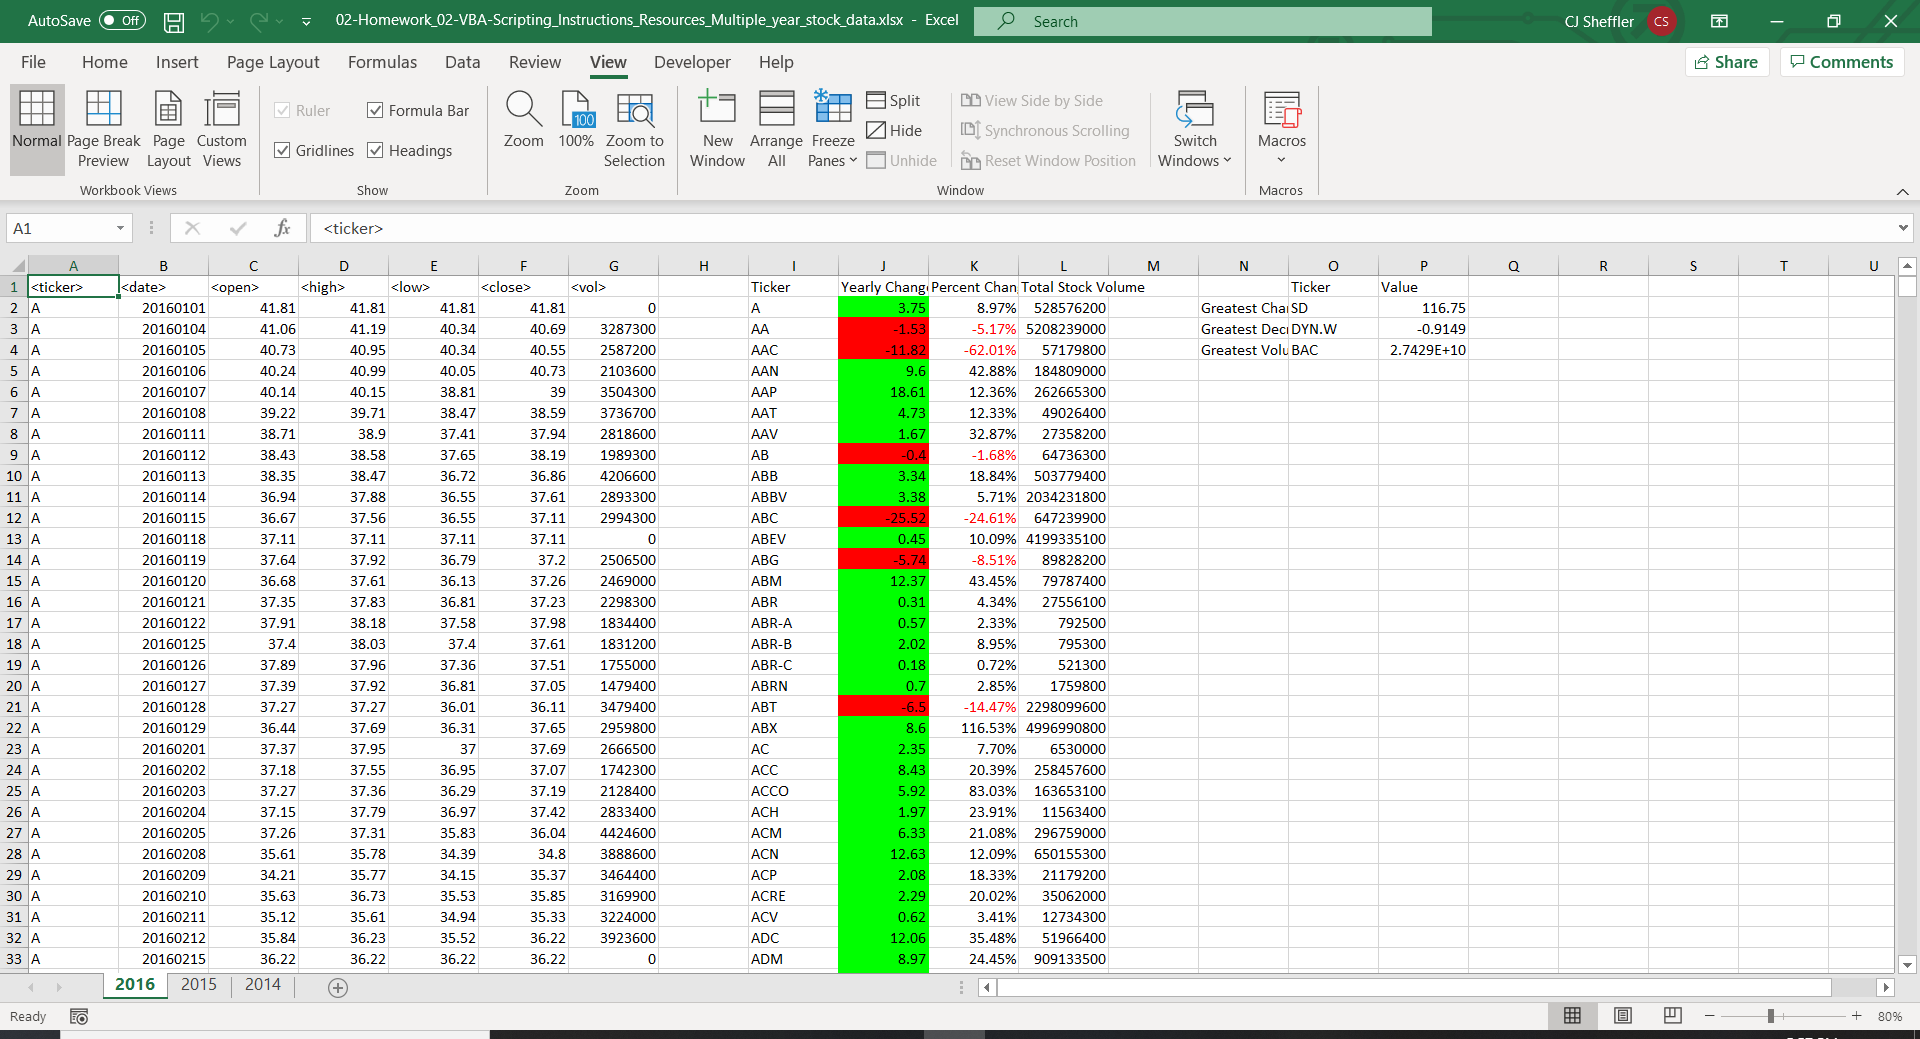 AutoSave Off 02-Homework_02-VBA-Scripting_Instructions_Resources_Multiple_year_stock_data.xlsx - Excel Search CJ Sheffler CS
File Home Insert Page Layout Formulas Data Review View Developer Help Share Comments
Normal Page Break Preview Page Layout Custom Views
Workbook Views
Ruler Formula Bar
Gridlines Headings
Show
Zoom 100 100% Zoom to Selection
Zoom
New Window Arrange All Freeze Panes
Split View Side by Side
Hide Synchronous Scrolling
Unhide Reset Window Position
Switch Windows
Window
Macros
Macros
A1 fx <ticker>
A B C D E F G H I J K L M N O P Q R S T U
1 <ticker> <date> <open> <high> <low> <close> <vol> Ticker Yearly Change Percent Chan Total Stock Volume Ticker Value
2 A 20160101 41.81 41.81 41.81 41.81 0 A 3.75 8.97% 528576200 Greatest Cha SD 116.75
3 A 20160104 41.06 41.19 40.34 40.69 3287300 AA -1.53 -5.17% 5208239000 Greatest Dec DYN.W -0.9149
4 A 20160105 40.73 40.95 40.34 40.55 2587200 AAC -11.82 -62.01% 57179800 Greatest Volu BAC 2.7429E+10
5 A 20160106 40.24 40.99 40.05 40.73 2103600 AAN 9.6 42.88% 184809000
6 A 20160107 40.14 40.15 38.81 39 3504300 AAP 18.61 12.36% 262665300
7 A 20160108 39.22 39.71 38.47 38.59 3736700 AAT 4.73 12.33% 49026400
8 A 20160111 38.71 38.9 37.41 37.94 2818600 AAV 1.67 32.87% 27358200
9 A 20160112 38.43 38.58 37.65 38.19 1989300 AB -0.4 -1.68% 64736300
10 A 20160113 38.35 38.47 36.72 36.86 4206600 ABB 3.34 18.84% 503779400
11 A 20160114 36.94 37.88 36.55 37.61 2893300 ABBV 3.38 5.71% 2034231800
12 A 20160115 36.67 37.56 36.55 37.11 2994300 ABC -25.52 -24.61% 647239900
13 A 20160118 37.11 37.11 37.11 37.11 0 ABEV 0.45 10.09% 4199335100
14 A 20160119 37.64 37.92 36.79 37.2 2506500 ABG -5.74 -8.51% 89828200
15 A 20160120 36.68 37.61 36.13 37.26 2469000 ABM 12.37 43.45% 79787400
16 A 20160121 37.35 37.83 36.81 37.23 2298300 ABR 0.31 4.34% 27556100
17 A 20160122 37.91 38.18 37.58 37.98 1834400 ABR-A 0.57 2.33% 792500
18 A 20160125 37.4 38.03 37.4 37.61 1831200 ABR-B 2.02 8.95% 795300
19 A 20160126 37.89 37.96 37.36 37.51 1755000 ABR-C 0.18 0.72% 521300
20 A 20160127 37.39 37.92 36.81 37.05 1479400 ABRN 0.7 2.85% 1759800
21 A 20160128 37.27 37.27 36.01 36.11 3479400 ABT -6.5 -14.47% 2298099600
22 A 20160129 36.44 37.69 36.31 37.65 2959800 ABX 8.6 116.53% 4996990800
23 A 20160201 37.37 37.95 37 37.69 2666500 AC 2.35 7.70% 6530000
24 A 20160202 37.18 37.55 36.95 37.07 1742300 ACC 8.43 20.39% 258457600
25 A 20160203 37.27 37.36 36.29 37.19 2128400 ACCO 5.92 83.03% 163653100
26 A 20160204 37.15 37.79 36.97 37.42 2833400 ACH 1.97 23.91% 11563400
27 A 20160205 37.26 37.31 35.83 36.04 4424600 ACM 6.33 21.08% 296759000
28 A 20160208 35.61 35.78 34.39 34.8 3888600 ACN 12.63 12.09% 650155300
29 A 20160209 34.21 35.77 34.15 35.37 3464400 ACP 2.08 18.33% 21179200
30 A 20160210 35.63 36.73 35.53 35.85 3169900 ACRE 2.29 20.02% 35062000
31 A 20160211 35.12 35.61 34.94 35.33 3224000 ACV 0.62 3.41% 12734300
32 A 20160212 35.84 36.23 35.52 36.22 3923600 ADC 12.06 35.48% 51966400
33 A 20160215 36.22 36.22 36.22 36.22 0 ADM 8.97 24.45% 909133500
2016 2015 2014
Ready 80%